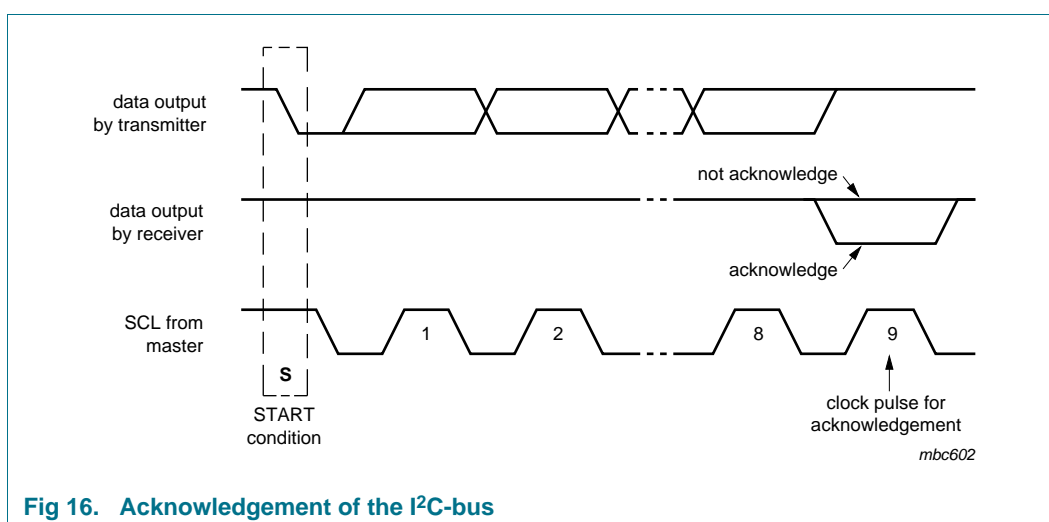 data output
by transmitter
not acknowledge
data output
by receiver
acknowledge
SCL from
master
1
2
8
9
S
START
condition
clock pulse for
acknowledgement
mbc602
Fig 16. Acknowledgement of the I²C-bus